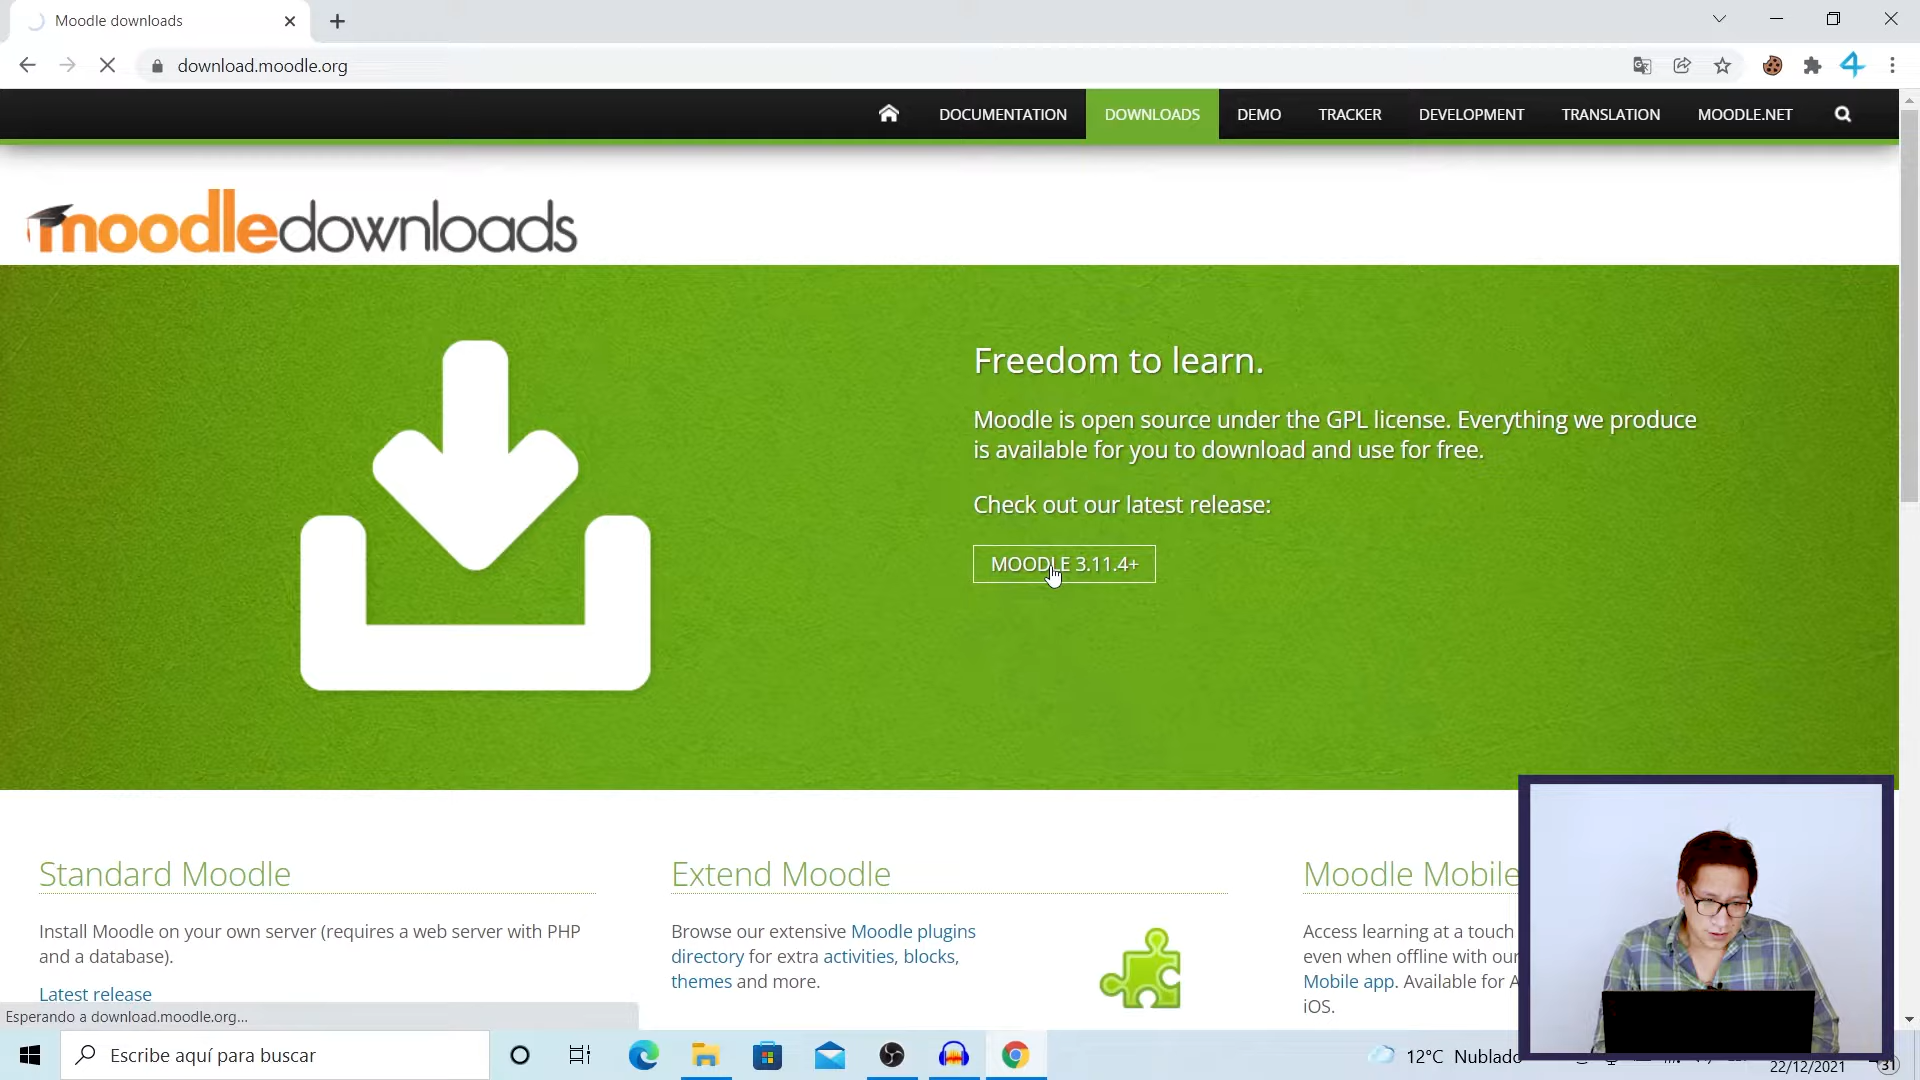 Moodle downloads
download.moodle.org
DOCUMENTATION
DOWNLOADS
DEMO
TRACKER
DEVELOPMENT
TRANSLATION
MOODLE.NET
moodledownloads
Freedom to learn.
Moodle is open source under the GPL license. Everything we produce
is available for you to download and use for free.
Check out our latest release:
MOODLE 3.11.4+
Standard Moodle
Install Moodle on your own server (requires a web server with PHP
and a database).
Latest release
Extend Moodle
Browse our extensive Moodle plugins
directory for extra activities, blocks,
themes and more.
Moodle Mobile
Access learning at a touch
even when offline with our
Mobile app. Available for A
iOS.
Esperando a download.moodle.org...
Escribe aquí para buscar
12°C Nublado
22/12/2021
31